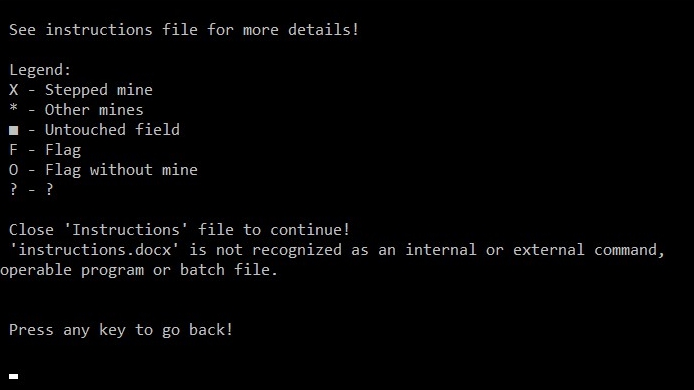 See instructions file for more details!
Legend:
X - Stepped mine
* - Other mines
■ - Untouched field
F - Flag
O - Flag without mine
? - ?
Close 'Instructions' file to continue!
'instructions.docx' is not recognized as an internal or external command,
operable program or batch file.
Press any key to go back!